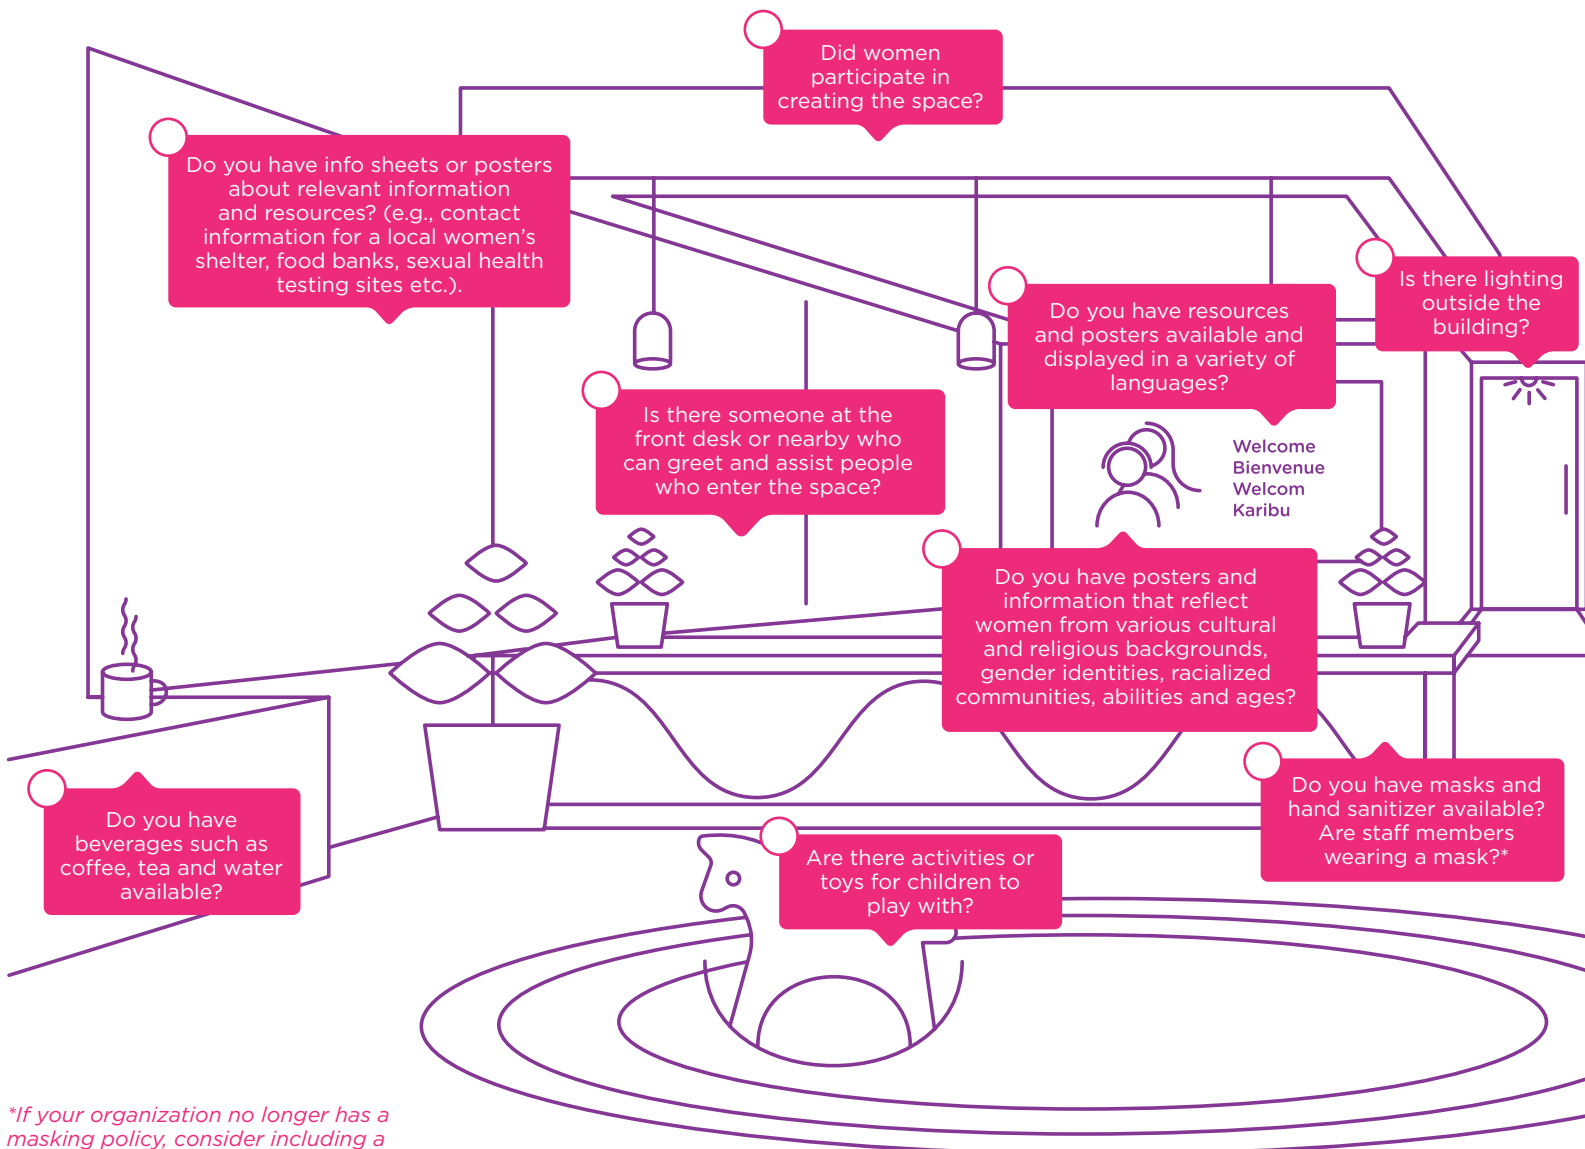 Did women
participate in
creating the space?
Do you have info sheets or posters
about relevant information
and resources? (e.g., contact
information for a local women's
shelter, food banks, sexual health
testing sites etc.).
Is there lighting
outside the
building?
Do you have resources
and posters available and
displayed in a variety of
languages?
Is there someone at the
front desk or nearby who
can greet and assist people
who enter the space?
Welcome
Bienvenue
Welcom
Karibu
Do you have posters and
information that reflect
women from various cultural
and religious backgrounds,
gender identities, racialized
communities, abilities and ages?
Do you have masks and
hand sanitizer available?
Are staff members
wearing a mask?*
Do you have
beverages such as
coffee, tea and water
available?
Are there activities or
toys for children to
play with?
*If your organization no longer has a
masking policy, consider including a